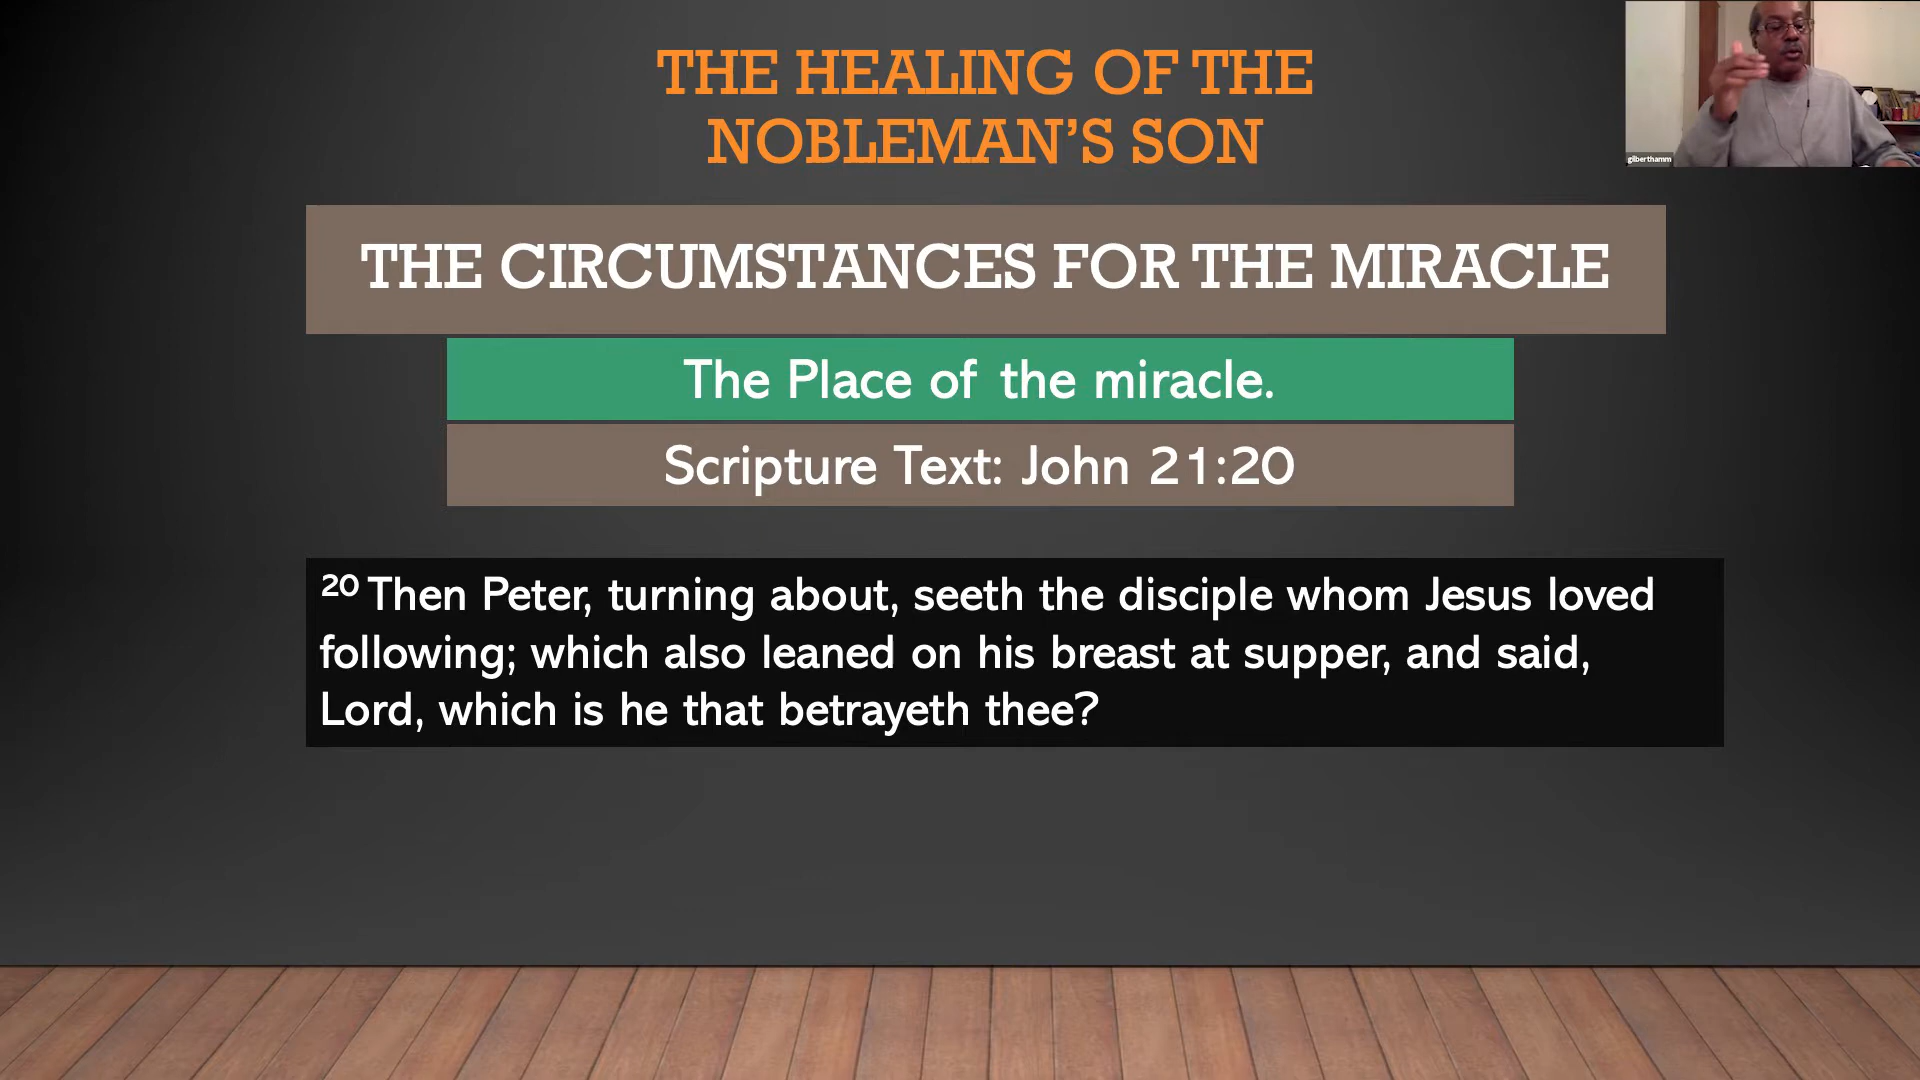 THE HEALING OF THE
NOBLEMAN'S SON
THE CIRCUMSTANCES FOR THE MIRACLE
The Place of the miracle.
Scripture Text: John 21:20
20 Then Peter, turning about, seeth the disciple whom Jesus loved
following; which also leaned on his breast at supper, and said,
Lord, which is he that betrayeth thee?
gilberthamm